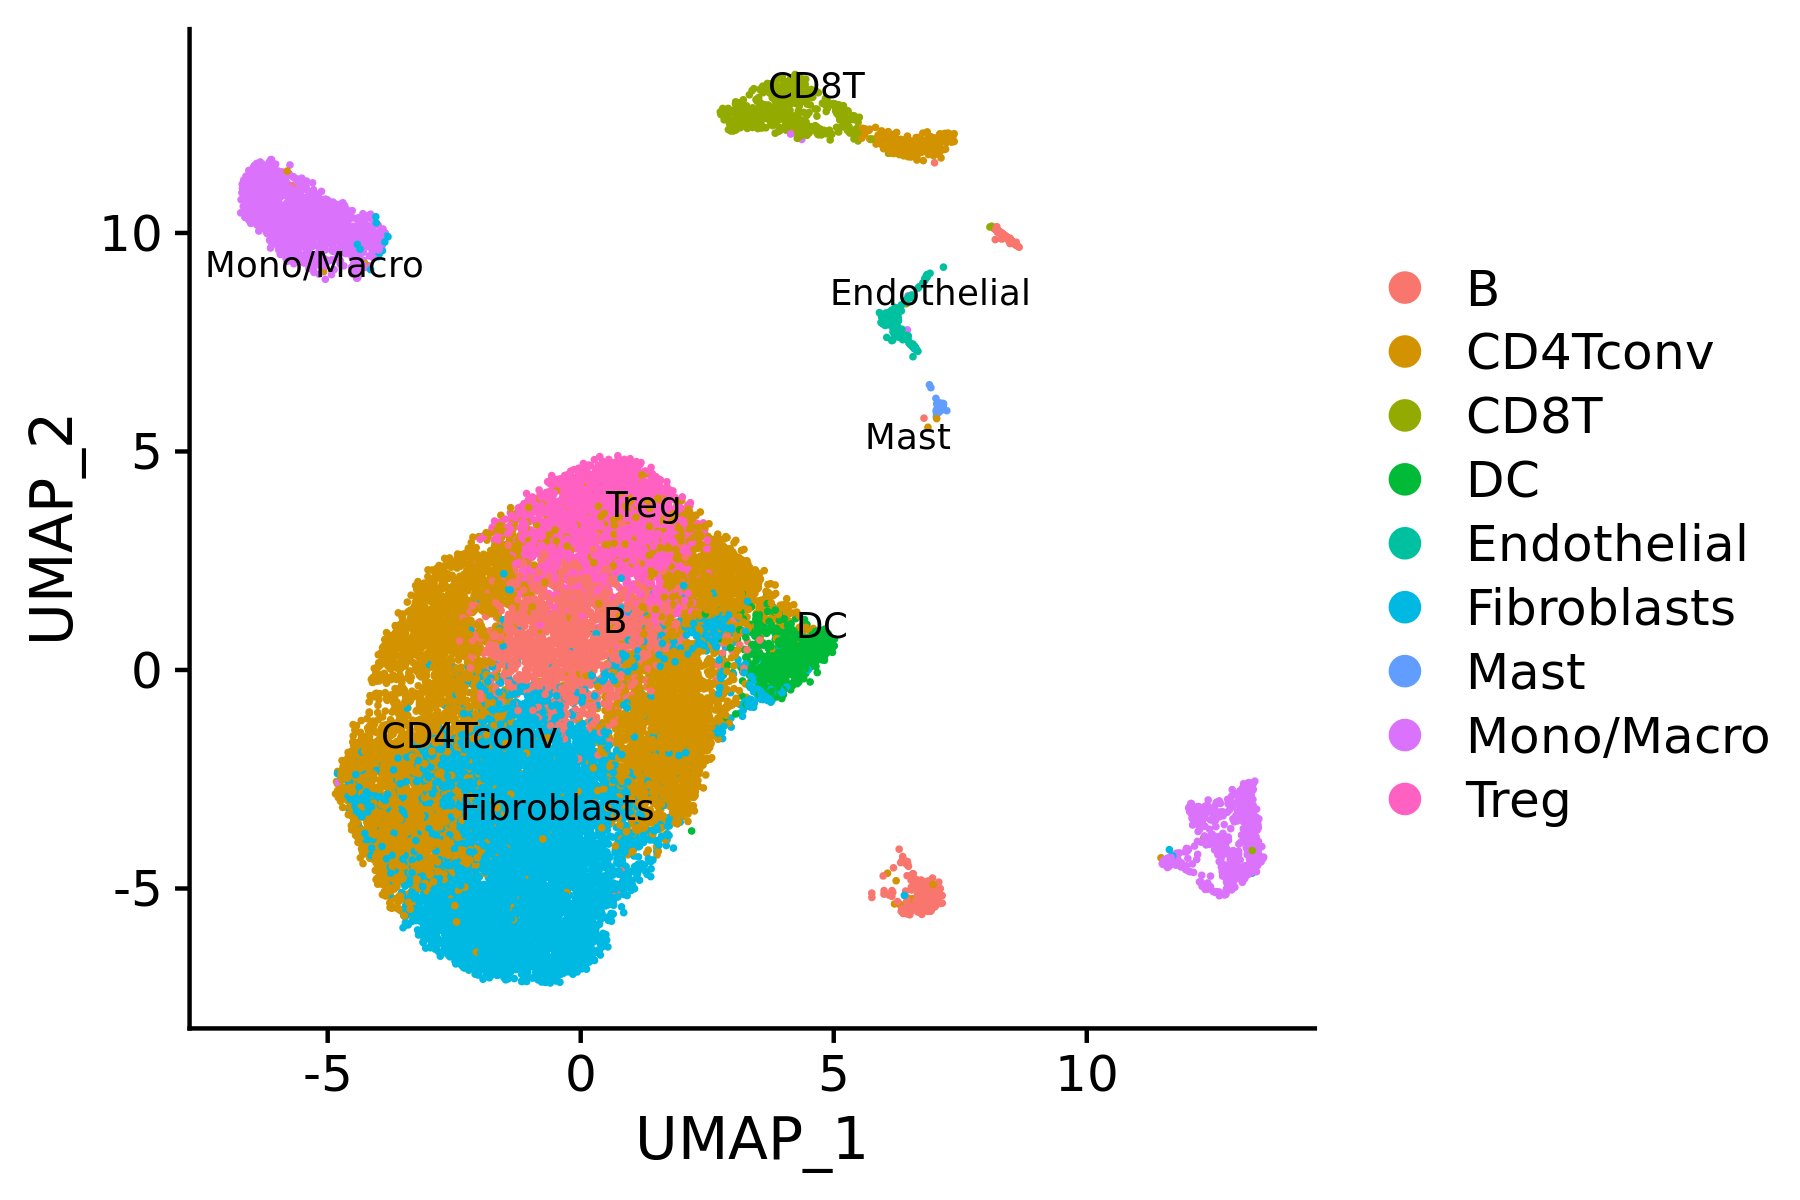 CD8T
Mono/Macro
Endothelial
Mast
Treg
B
DC
CD4Tconv
Fibroblasts
10
5
0
-5
UMAP_2
-5
0
5
10
UMAP_1
B
CD4Tconv
CD8T
DC
Endothelial
Fibroblasts
Mast
Mono/Macro
Treg